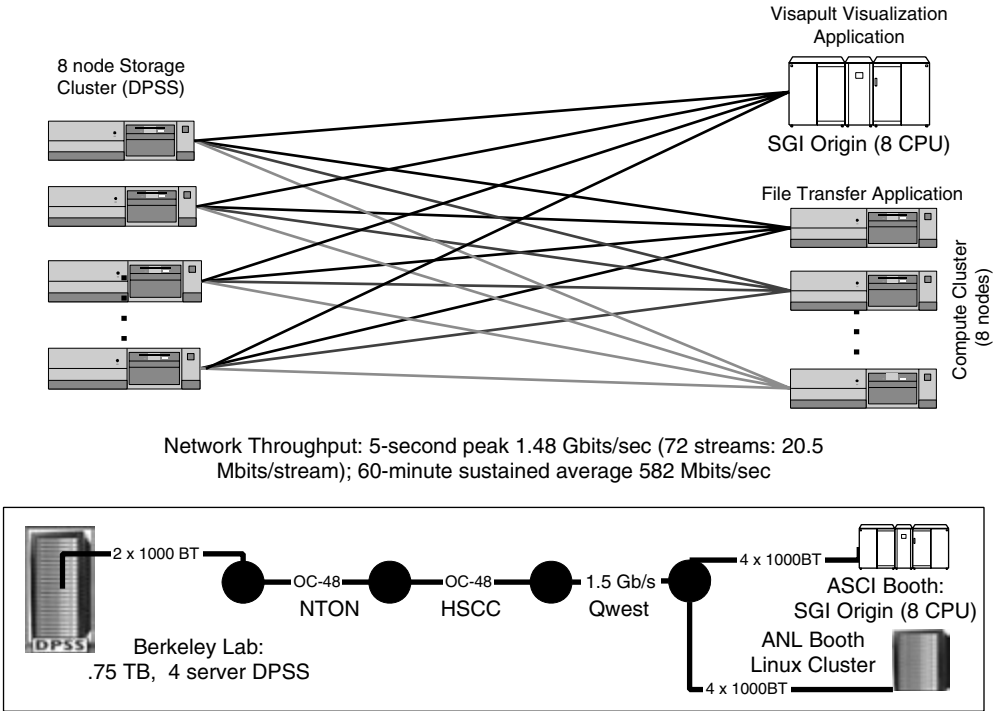 Visapult Visualization
Application
8 node Storage
Cluster (DPSS)
SGI Origin (8 CPU)
File Transfer Application
Compute Cluster
(8 nodes)
Network Throughput: 5-second peak 1.48 Gbits/sec (72 streams: 20.5
Mbits/stream); 60-minute sustained average 582 Mbits/sec
2 x 1000 BT
OC-48
NTON
OC-48
HSCC
1.5 Gb/s
Qwest
4 x 1000BT
ASCI Booth:
SGI Origin (8 CPU)
DPSS
Berkeley Lab:
.75 TB, 4 server DPSS
ANL Booth
Linux Cluster
4 x 1000BT